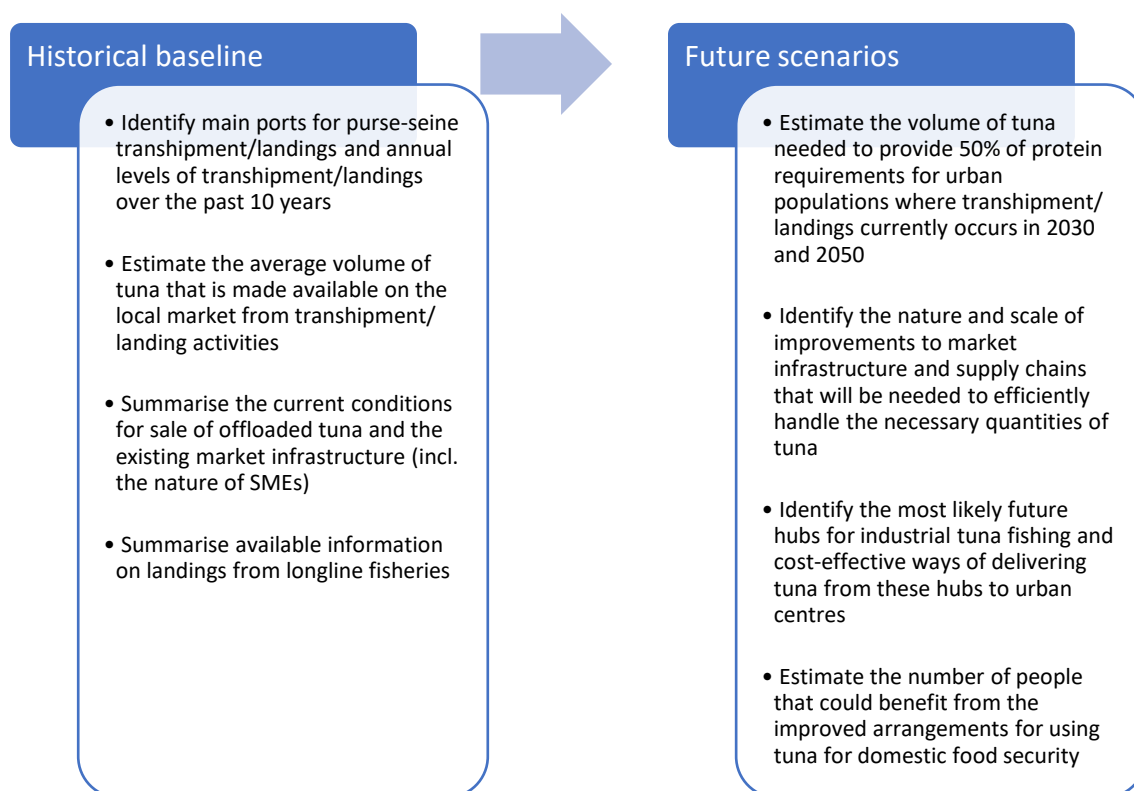 Historical baseline
• Identify main ports for purse-seine
transhipment/landings and annual
levels of transhipment/landings
over the past 10 years
• Estimate the average volume of
tuna that is made available on the
local market from transhipment/
landing activities
• Summarise the current conditions
for sale of offloaded tuna and the
existing market infrastructure (incl.
the nature of SMEs)
• Summarise available information
on landings from longline fisheries
Future scenarios
• Estimate the volume of tuna
needed to provide 50% of protein
requirements for urban
populations where transhipment/
landings currently occurs in 2030
and 2050
• Identify the nature and scale of
improvements to market
infrastructure and supply chains
that will be needed to efficiently
handle the necessary quantities of
tuna
• Identify the most likely future
hubs for industrial tuna fishing and
cost-effective ways of delivering
tuna from these hubs to urban
centres
• Estimate the number of people
that could benefit from the
improved arrangements for using
tuna for domestic food security